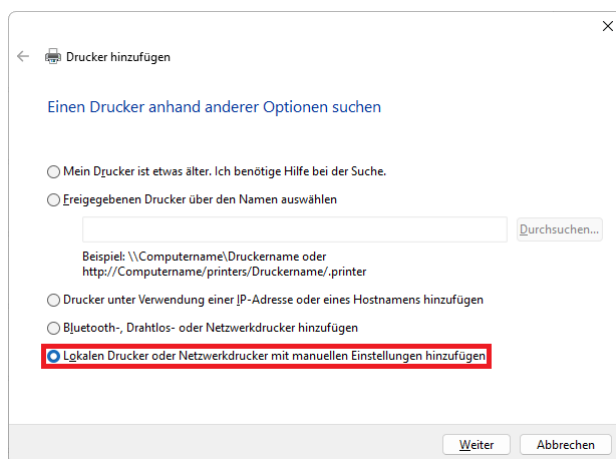 Drucker hinzufügen
Einen Drucker anhand anderer Optionen suchen
Mein Drucker ist etwas älter. Ich benötige Hilfe bei der Suche.
Freigegebenen Drucker über den Namen auswählen
Durchsuchen...
Beispiel: \\Computername\Druckername oder
http://Computername/printers/Druckername/.printer
Drucker unter Verwendung einer IP-Adresse oder eines Hostnamens hinzufügen
Bluetooth-, Drahtlos- oder Netzwerkdrucker hinzufügen
Lokalen Drucker oder Netzwerkdrucker mit manuellen Einstellungen hinzufügen
Weiter
Abbrechen